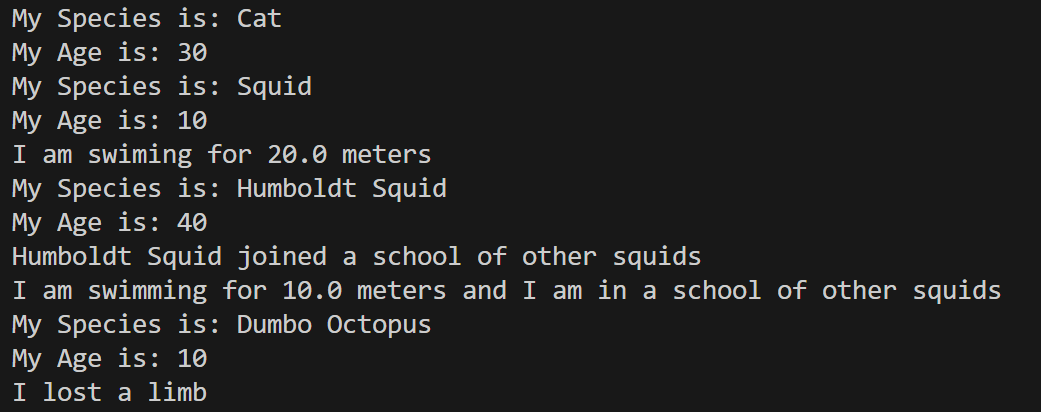 My Species is: Cat
My Age is: 30
My Species is: Squid
My Age is: 10
I am swiming for 20.0 meters
My Species is: Humboldt Squid
My Age is: 40
Humboldt Squid joined a school of other squids
I am swimming for 10.0 meters and I am in a school of other squids
My Species is: Dumbo Octopus
My Age is: 10
I lost a limb